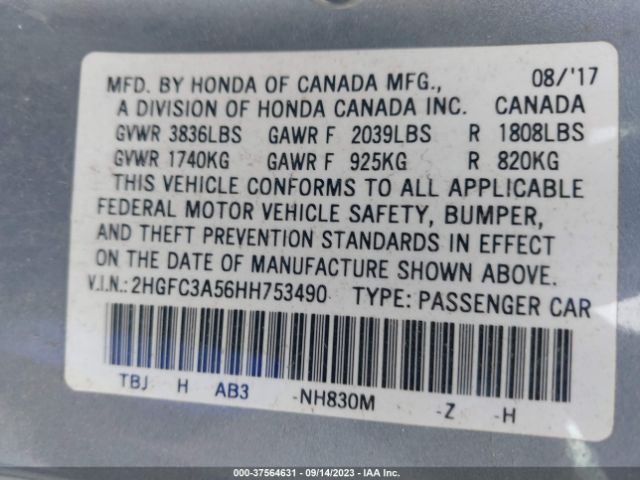 MFD. BY HONDA OF CANADA MFG., 08/'17
A DIVISION OF HONDA CANADA INC. CANADA
GVWR 3836LBS GAWR F 2039LBS R 1808LBS
GVWR 1740KG GAWR F 925KG R 820KG
THIS VEHICLE CONFORMS TO ALL APPLICABLE
FEDERAL MOTOR VEHICLE SAFETY, BUMPER,
AND THEFT PREVENTION STANDARDS IN EFFECT
ON THE DATE OF MANUFACTURE SHOWN ABOVE.
V.I.N.: 2HGFC3A56HH753490 TYPE: PASSENGER CAR
TBJ H AB3 -NH830M -Z -H
000-37564631 | 09/14/2023 | IAA Inc.